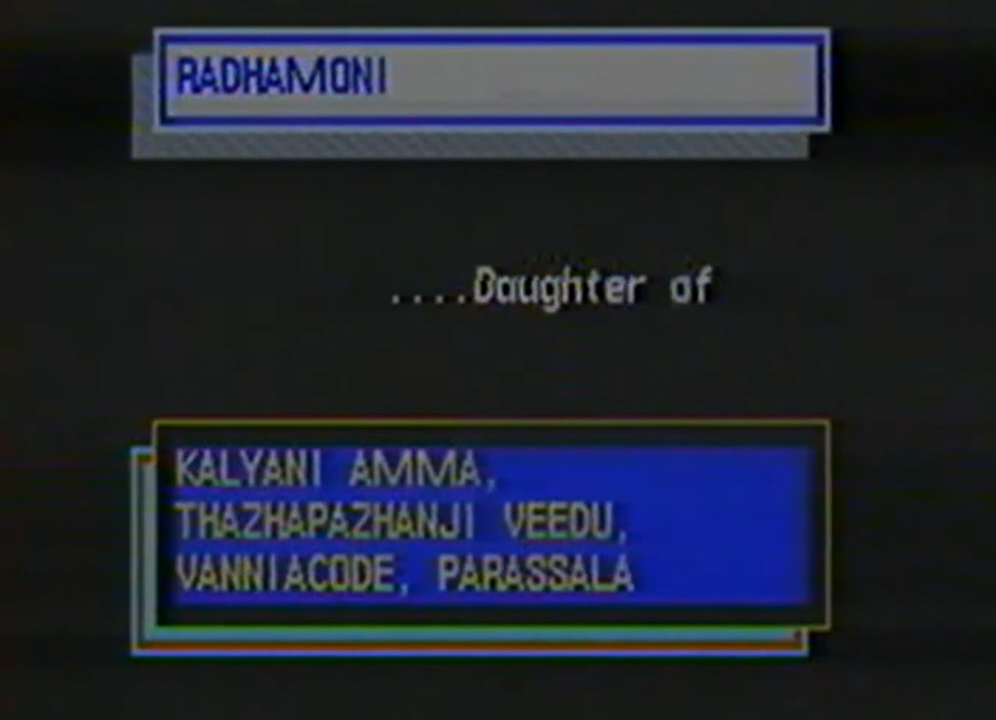 RADHAMONI
....Daughter of
KALYANI AMMA,
THAZHAPAZHANJI VEEDU,
VANNIACODE, PARASSALA